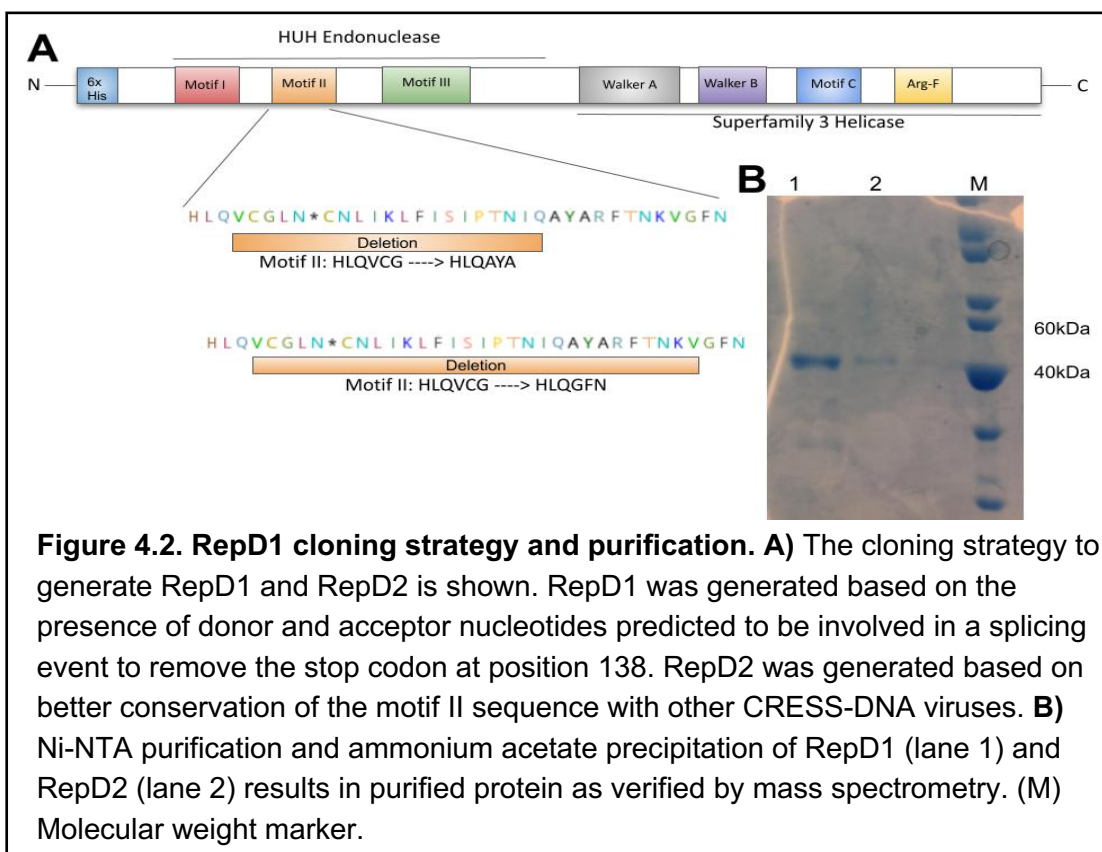 A
HUH Endonuclease
N
6x
His
Motif I
Motif II
Motif III
Walker A
Walker B
Motif C
Arg-F
C
Superfamily 3 Helicase
HLQVCGLN*CNLIKLFISIPTNIQAYARFTNKVGFN
Deletion
Motif II: HLQVCG ----> HLQAYA
HLQVCGLN*CNLIKLFISIPTNIQAYARFTNKVGFN
Deletion
Motif II: HLQVCG ----> HLQGFN
B
1 2 M
60kDa
40kDa
Figure 4.2. RepD1 cloning strategy and purification. A) The cloning strategy to
generate RepD1 and RepD2 is shown. RepD1 was generated based on the
presence of donor and acceptor nucleotides predicted to be involved in a splicing
event to remove the stop codon at position 138. RepD2 was generated based on
better conservation of the motif II sequence with other CRESS-DNA viruses. B)
Ni-NTA purification and ammonium acetate precipitation of RepD1 (lane 1) and
RepD2 (lane 2) results in purified protein as verified by mass spectrometry. (M)
Molecular weight marker.